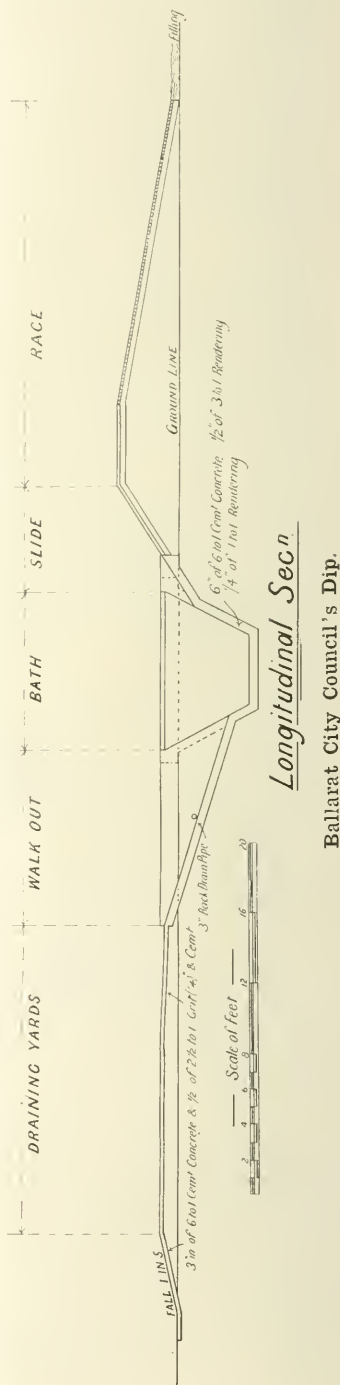 DRAINING YARDS
WALK OUT
BATH
SLIDE
RACE
FALL 1 IN 5
3 in of 6 to 1 Cem't Concrete & ½ of 2½ to 1 Grit & Cem't
3" Back Drain Pipe
GROUND LINE
Filling
6" of 6 to 1 Cem't Concrete ½" of 3 to 1 Rendering
¼" of 1 to 1 Rendering
Scale of Feet
2 4 6 8 12 16 20
Longitudinal Sec'n
Ballarat City Council's Dip.